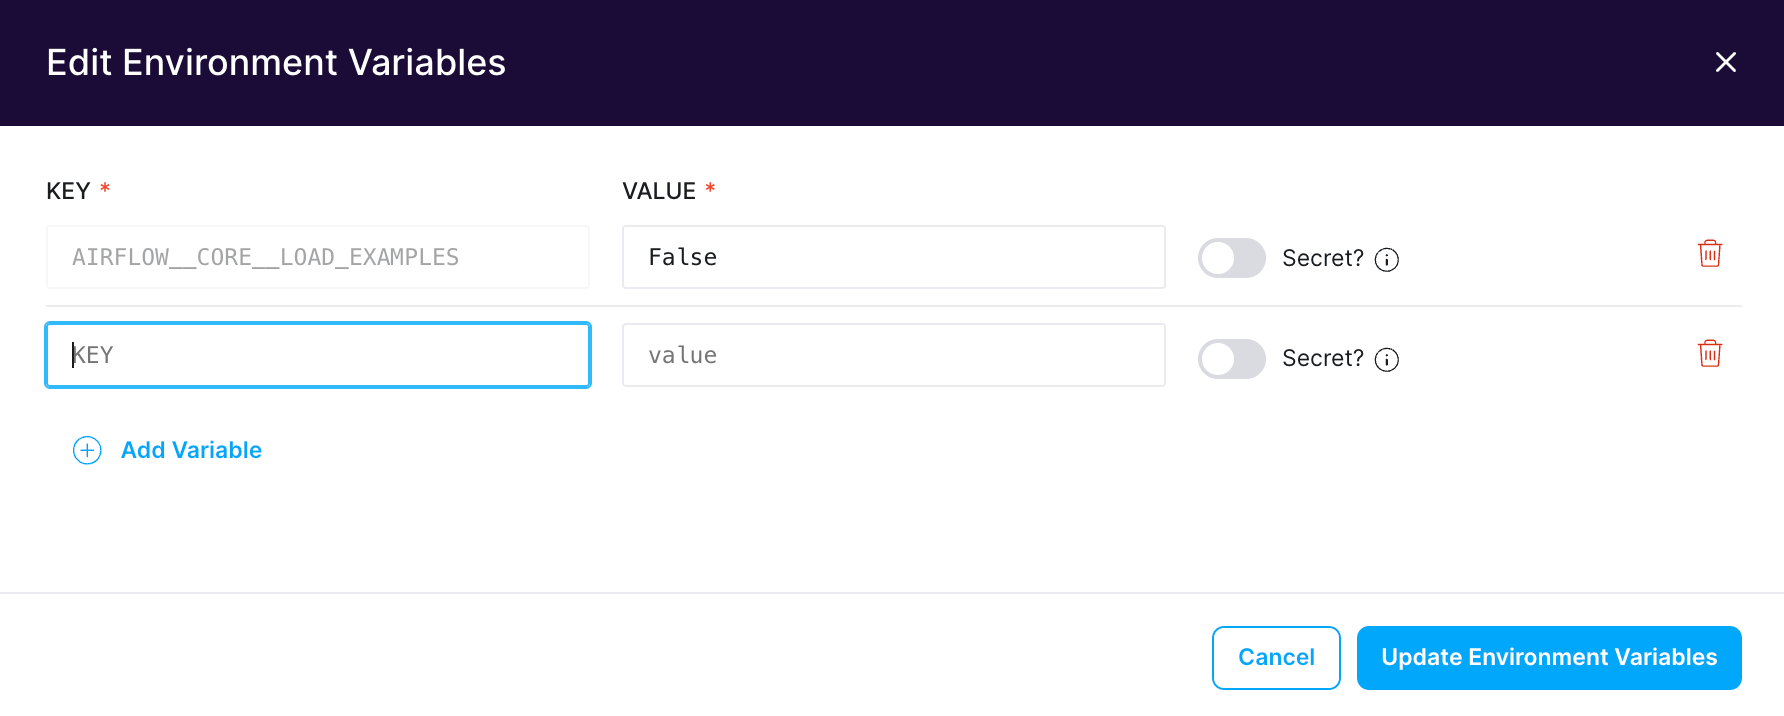 Edit Environment Variables
KEY *
VALUE *
AIRFLOW__CORE__LOAD_EXAMPLES
False
Secret?
KEY
value
Secret?
Add Variable
Cancel
Update Environment Variables